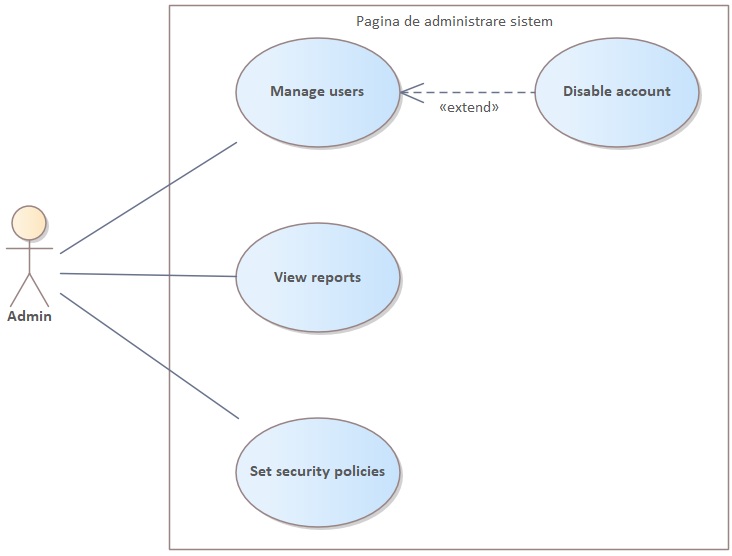 Pagina de administrare sistem
Manage users
«extend»
Disable account
View reports
Admin
Set security policies